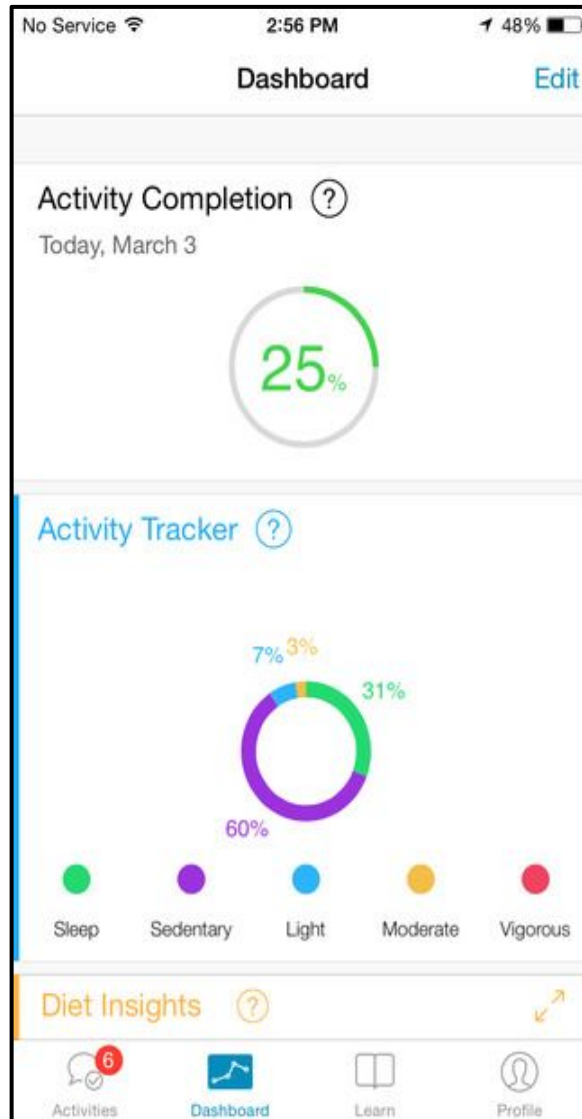 No Service 2:56 PM 48%
Dashboard Edit
Activity Completion ?
Today, March 3
25%
Activity Tracker ?
7% 3%
31%
60%
Sleep Sedentary Light Moderate Vigorous
Diet Insights ?
6
Activities Dashboard Learn Profile